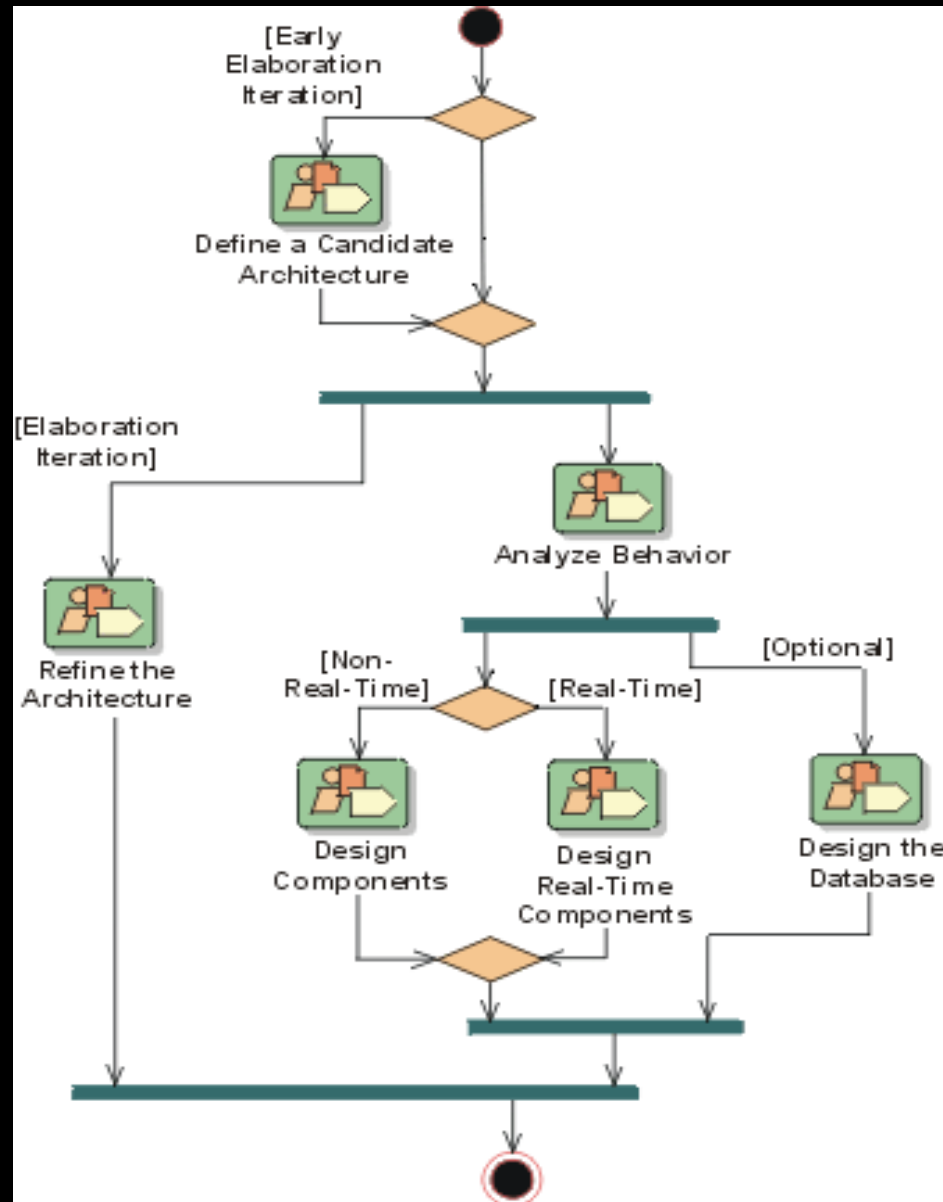 [Early
Elaboration
Iteration]
Define a Candidate
Architecture
[Elaboration
Iteration]
Analyze Behavior
Refine the
Architecture
[Non-
Real-Time]
[Real-Time]
[Optional]
Design
Components
Design
Real-Time
Components
Design the
Database